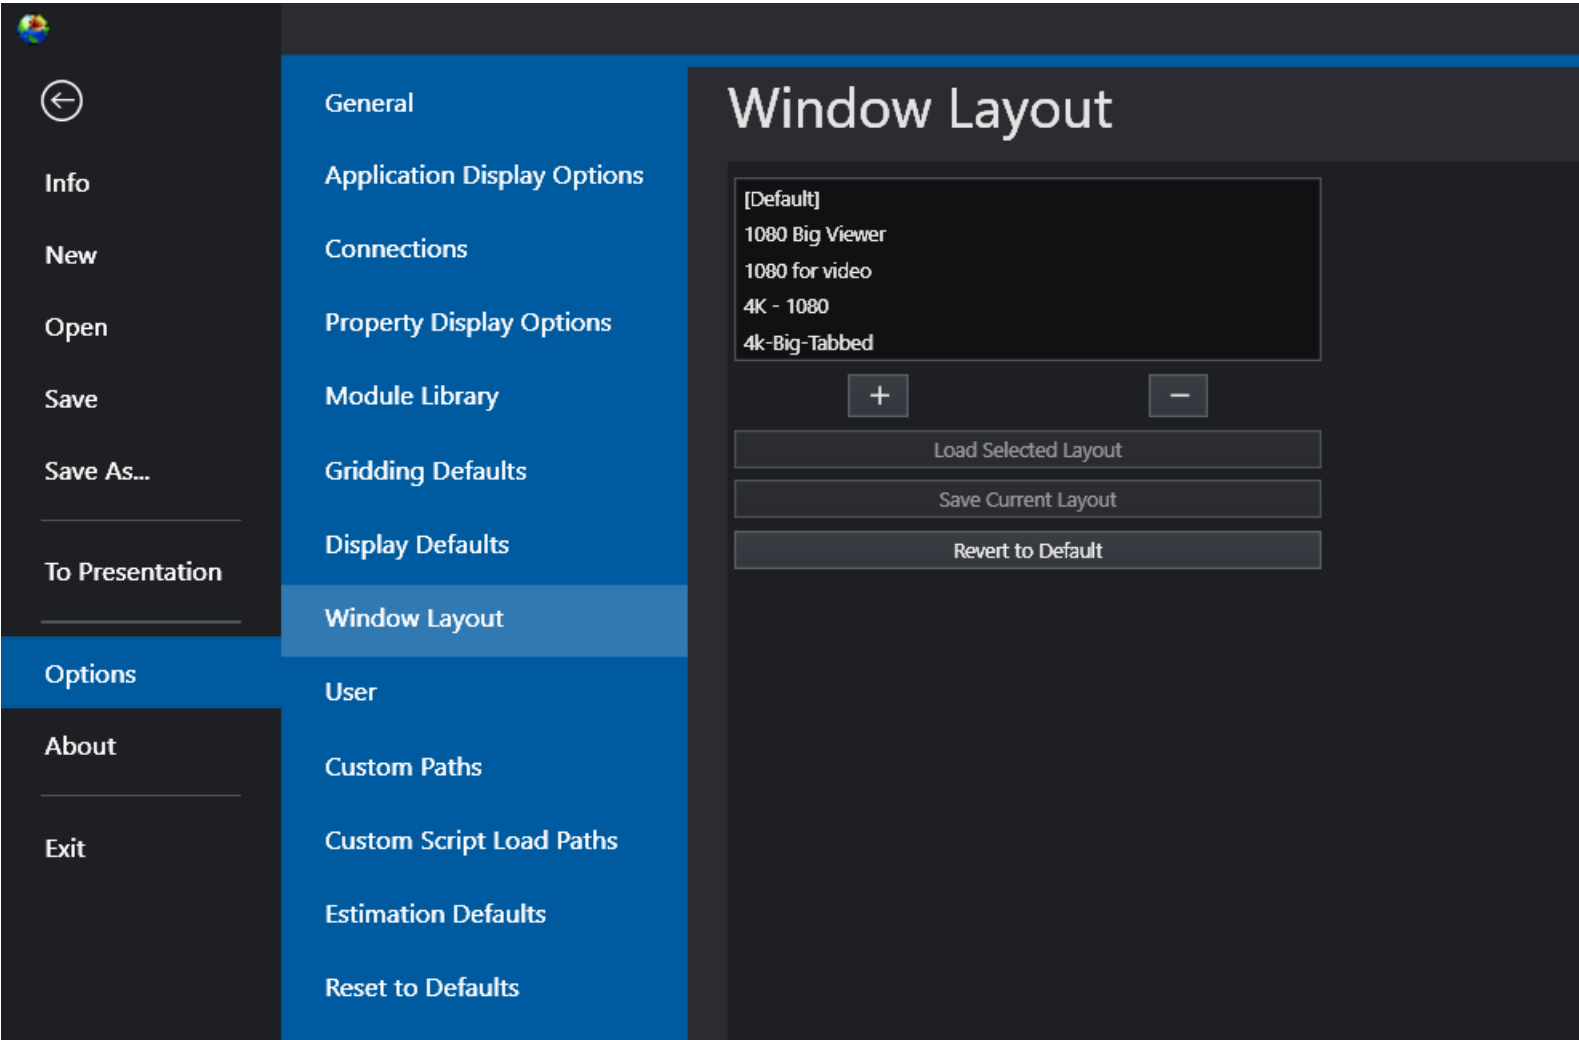 Info
New
Open
Save
Save As...
To Presentation
Options
About
Exit
General
Application Display Options
Connections
Property Display Options
Module Library
Gridding Defaults
Display Defaults
Window Layout
User
Custom Paths
Custom Script Load Paths
Estimation Defaults
Reset to Defaults
Window Layout
[Default]
1080 Big Viewer
1080 for video
4K - 1080
4k-Big-Tabbed
+ −
Load Selected Layout
Save Current Layout
Revert to Default